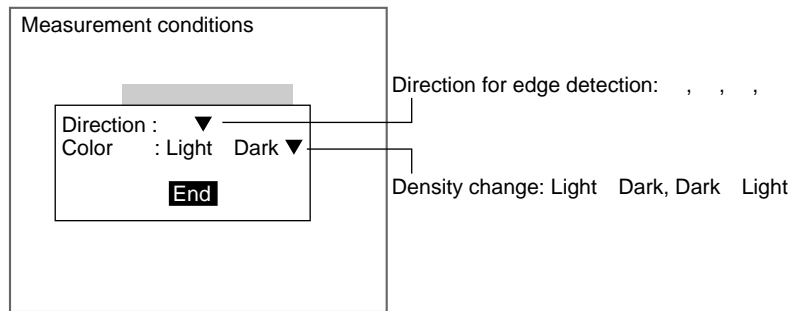 Measurement conditions
Direction for edge detection: , , ,
Direction : ▼
Color : Light Dark ▼
End
Density change: Light Dark, Dark Light